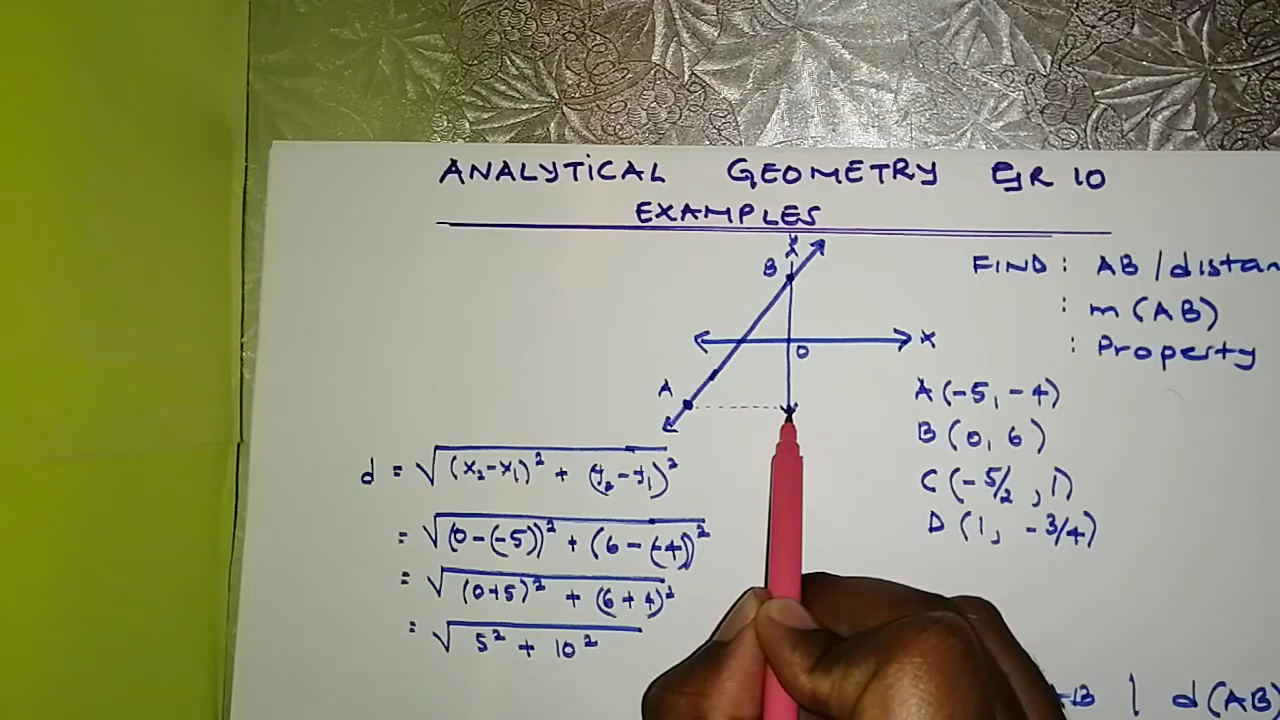 ANALYTICAL GEOMETRY GR 10
EXAMPLES
Y
B
X
O
A
FIND : AB / distan
: m (AB)
: Property
A (-5, -4)
B (0, 6)
C (-5/2, 1)
D (1, -3/4)
d = √(x₂-x₁)² + (y₂-y₁)²
= √(0-(-5))² + (6-(-4))²
= √(0+5)² + (6+4)²
= √5² + 10²
B | d(AB)